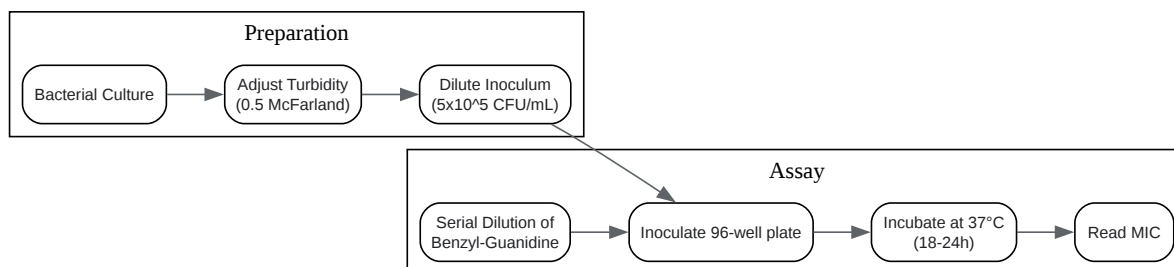 Preparation
Bacterial Culture
Adjust Turbidity
(0.5 McFarland)
Dilute Inoculum
(5x10^5 CFU/mL)
Assay
Serial Dilution of
Benzyl-Guanidine
Inoculate 96-well plate
Incubate at 37°C
(18-24h)
Read MIC